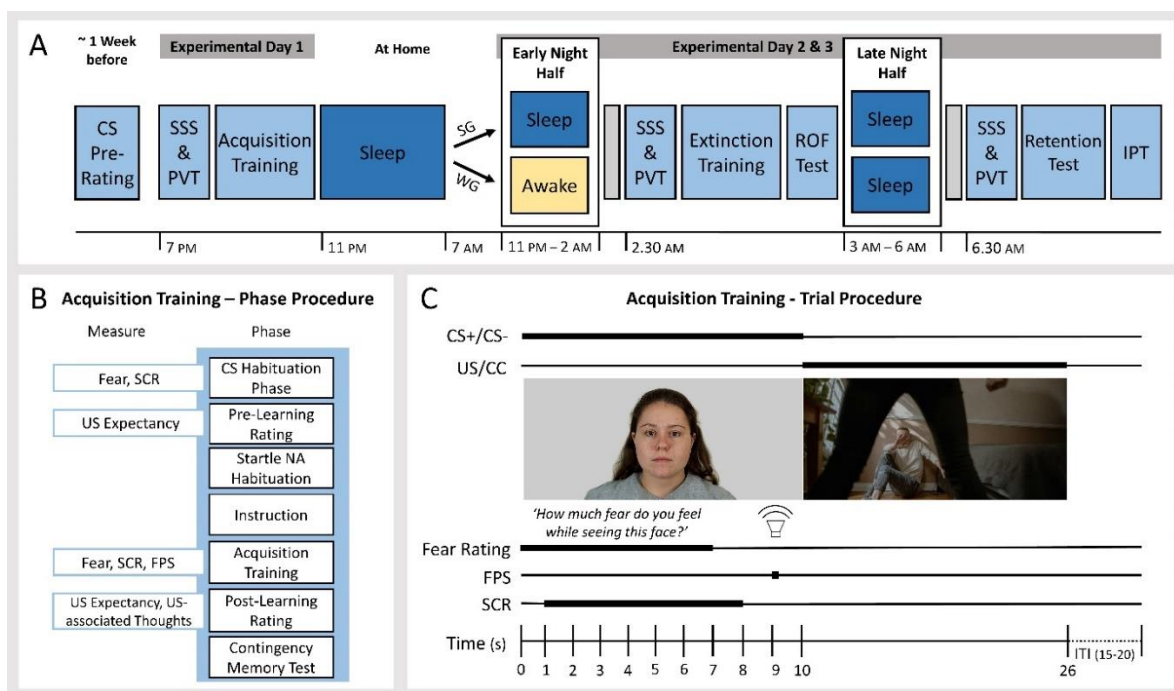 A
~ 1 Week
before
Experimental Day 1
At Home
Experimental Day 2 & 3
Early Night
Half
Late Night
Half
CS
Pre-
Rating
SSS
&
PVT
Acquisition
Training
Sleep
SG
WG
Sleep
Awake
SSS
&
PVT
Extinction
Training
ROF
Test
Sleep
Sleep
SSS
&
PVT
Retention
Test
IPT
7 PM
11 PM
7 AM
11 PM – 2 AM
2.30 AM
3 AM – 6 AM
6.30 AM
B
Acquisition Training – Phase Procedure
Measure
Phase
Fear, SCR
CS Habituation
Phase
US Expectancy
Pre-Learning
Rating
Startle NA
Habituation
Instruction
Fear, SCR, FPS
Acquisition
Training
US Expectancy, US-
associated Thoughts
Post-Learning
Rating
Contingency
Memory Test
C
Acquisition Training - Trial Procedure
CS+/CS-
US/CC
'How much fear do you feel
while seeing this face?'
Fear Rating
FPS
SCR
Time (s)
0 1 2 3 4 5 6 7 8 9 10 26
ITI (15-20)